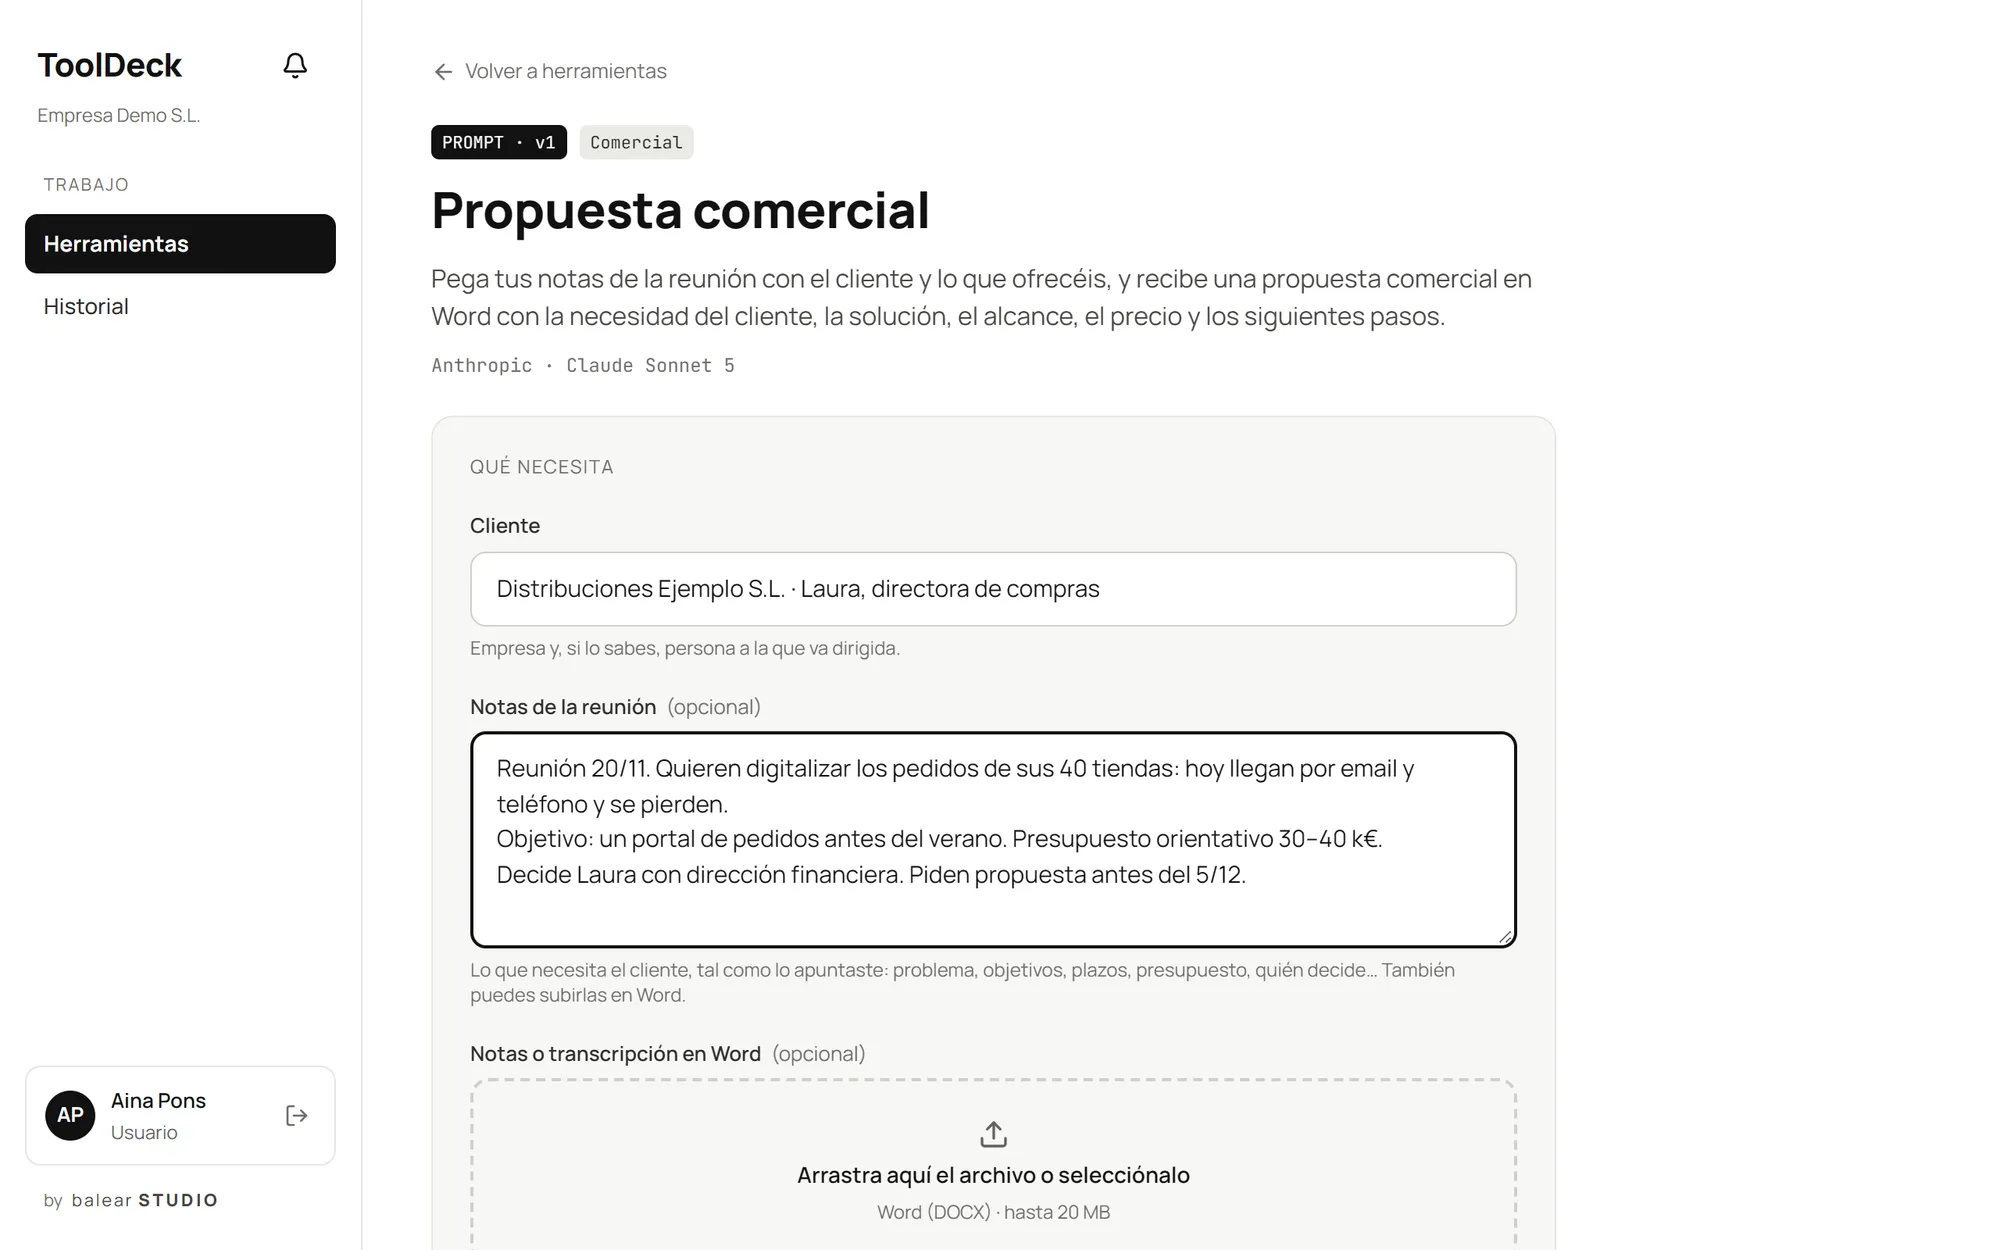 ToolDeck
Empresa Demo S.L.
TRABAJO
Herramientas
Historial
AP
Aina Pons
Usuario
by balear STUDIO
Volver a herramientas
PROMPT · v1
Comercial
Propuesta comercial
Pega tus notas de la reunión con el cliente y lo que ofrecéis, y recibe una propuesta comercial en
Word con la necesidad del cliente, la solución, el alcance, el precio y los siguientes pasos.
Anthropic · Claude Sonnet 5
QUÉ NECESITA
Cliente
Distribuciones Ejemplo S.L. · Laura, directora de compras
Empresa y, si lo sabes, persona a la que va dirigida.
Notas de la reunión (opcional)
Reunión 20/11. Quieren digitalizar los pedidos de sus 40 tiendas: hoy llegan por email y
teléfono y se pierden.
Objetivo: un portal de pedidos antes del verano. Presupuesto orientativo 30–40 k€.
Decide Laura con dirección financiera. Piden propuesta antes del 5/12.
Lo que necesita el cliente, tal como lo apuntaste: problema, objetivos, plazos, presupuesto, quién decide… También
puedes subirlas en Word.
Notas o transcripción en Word (opcional)
Arrastra aquí el archivo o selecciónalo
Word (DOCX) · hasta 20 MB